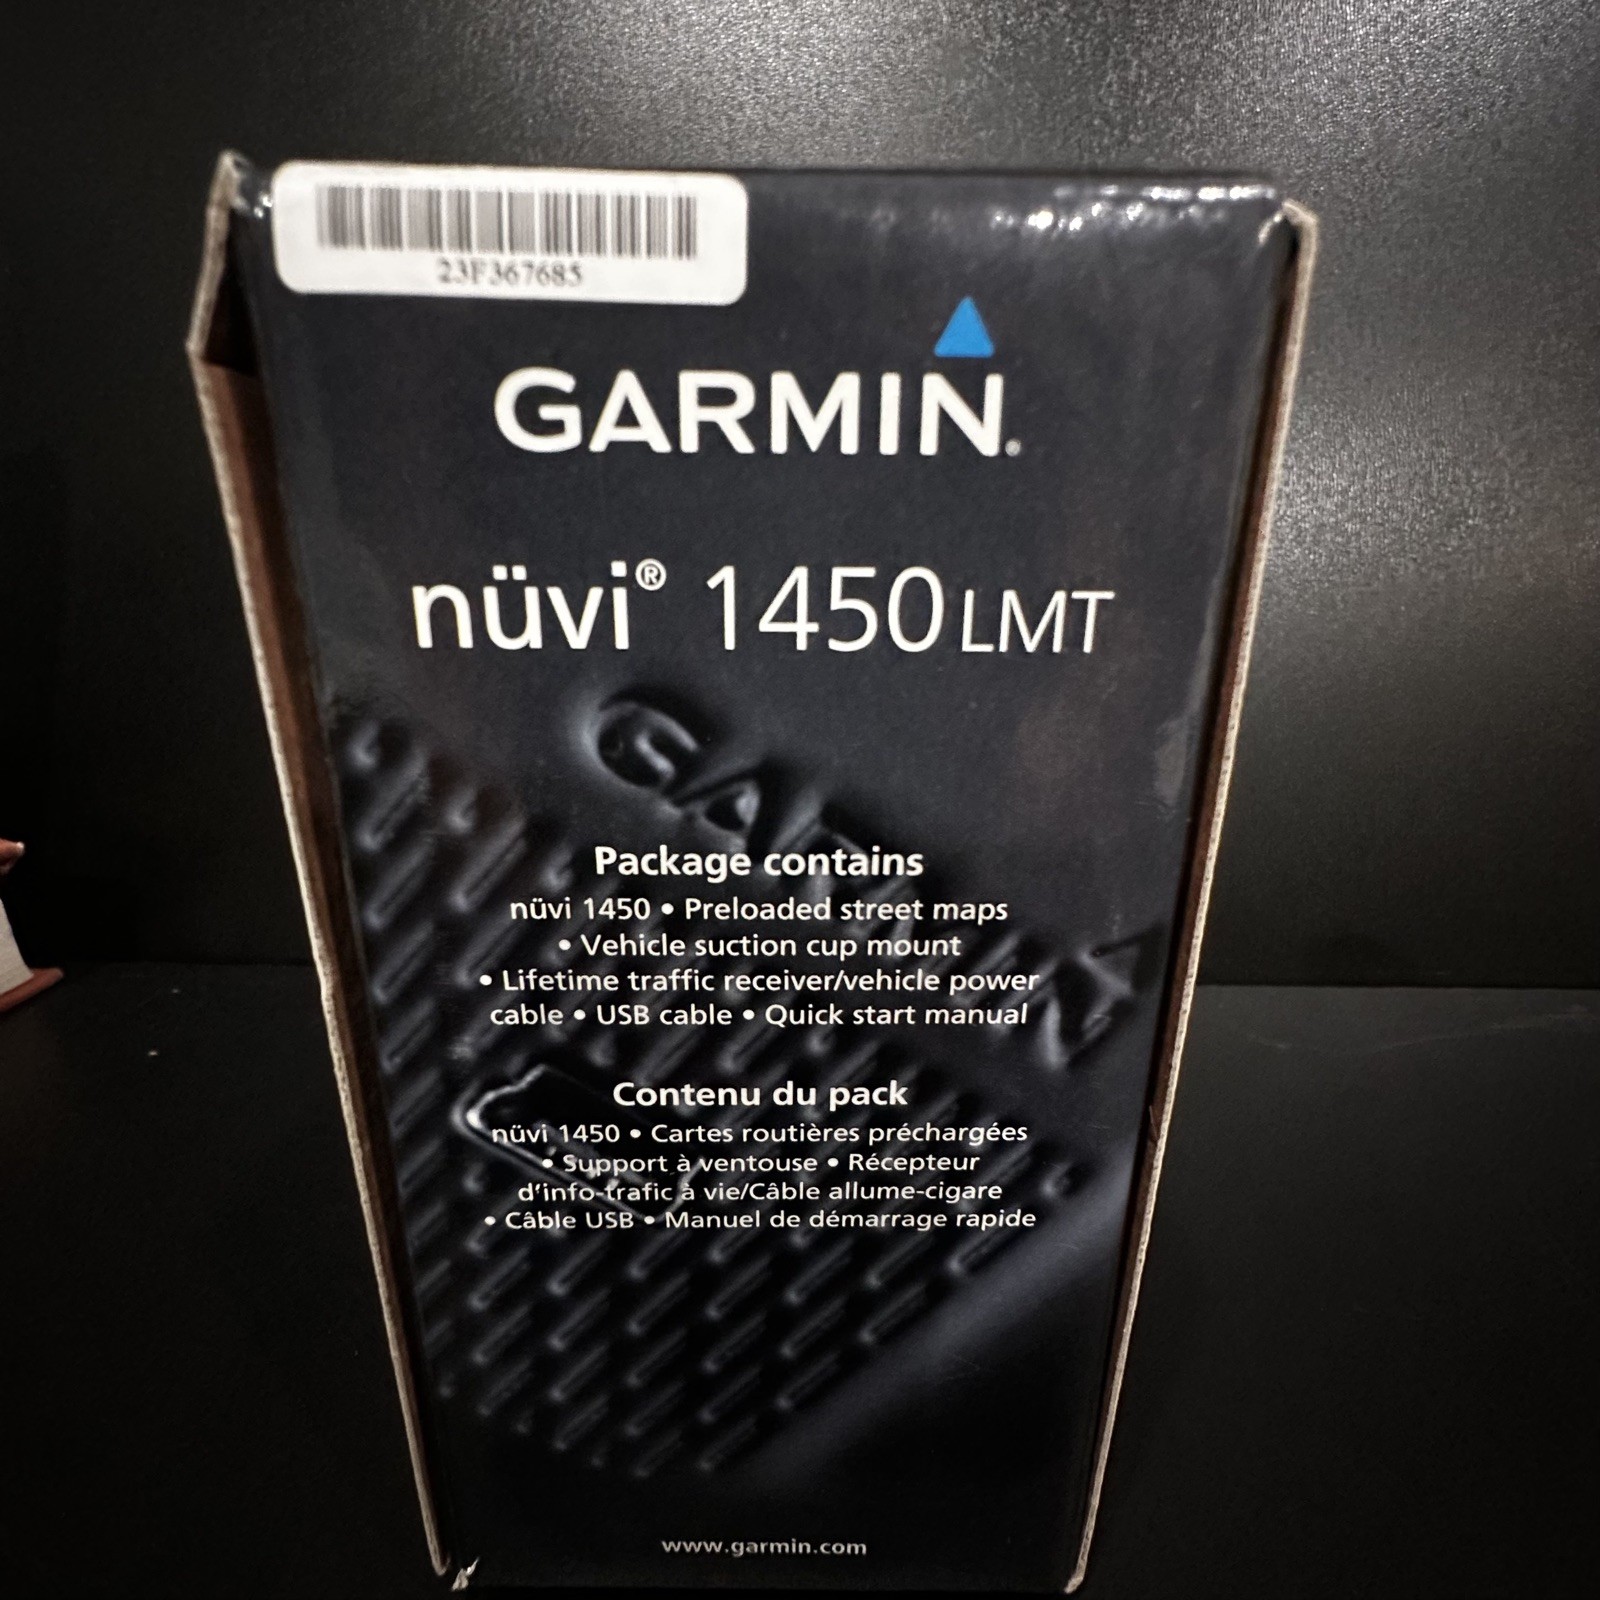 23F367685
GARMIN®
nüvi® 1450LMT
GARMIN
Package contains
nüvi 1450 • Preloaded street maps
• Vehicle suction cup mount
• Lifetime traffic receiver/vehicle power
cable • USB cable • Quick start manual
Contenu du pack
nüvi 1450 • Cartes routières préchargées
• Support à ventouse • Récepteur
d'info-trafic à vie/Câble allume-cigare
• Câble USB • Manuel de démarrage rapide
www.garmin.com